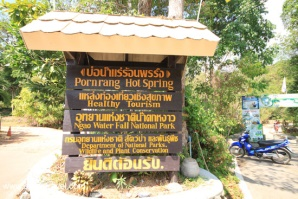 บ่อน้ำแร่ร้อนพรรั้ง
Pornrung Hot Spring
แหล่งท่องเที่ยวเชิงสุขภาพ
Healthy Tourism
อุทยานแห่งชาติน้ำตกหงาว
Ngao Water Fall National Park
กรมอุทยานแห่งชาติ สัตว์ป่า และพันธุ์พืช
Department of National Parks,
Wildlife and Plant Conservation
ยินดีต้อนรับ